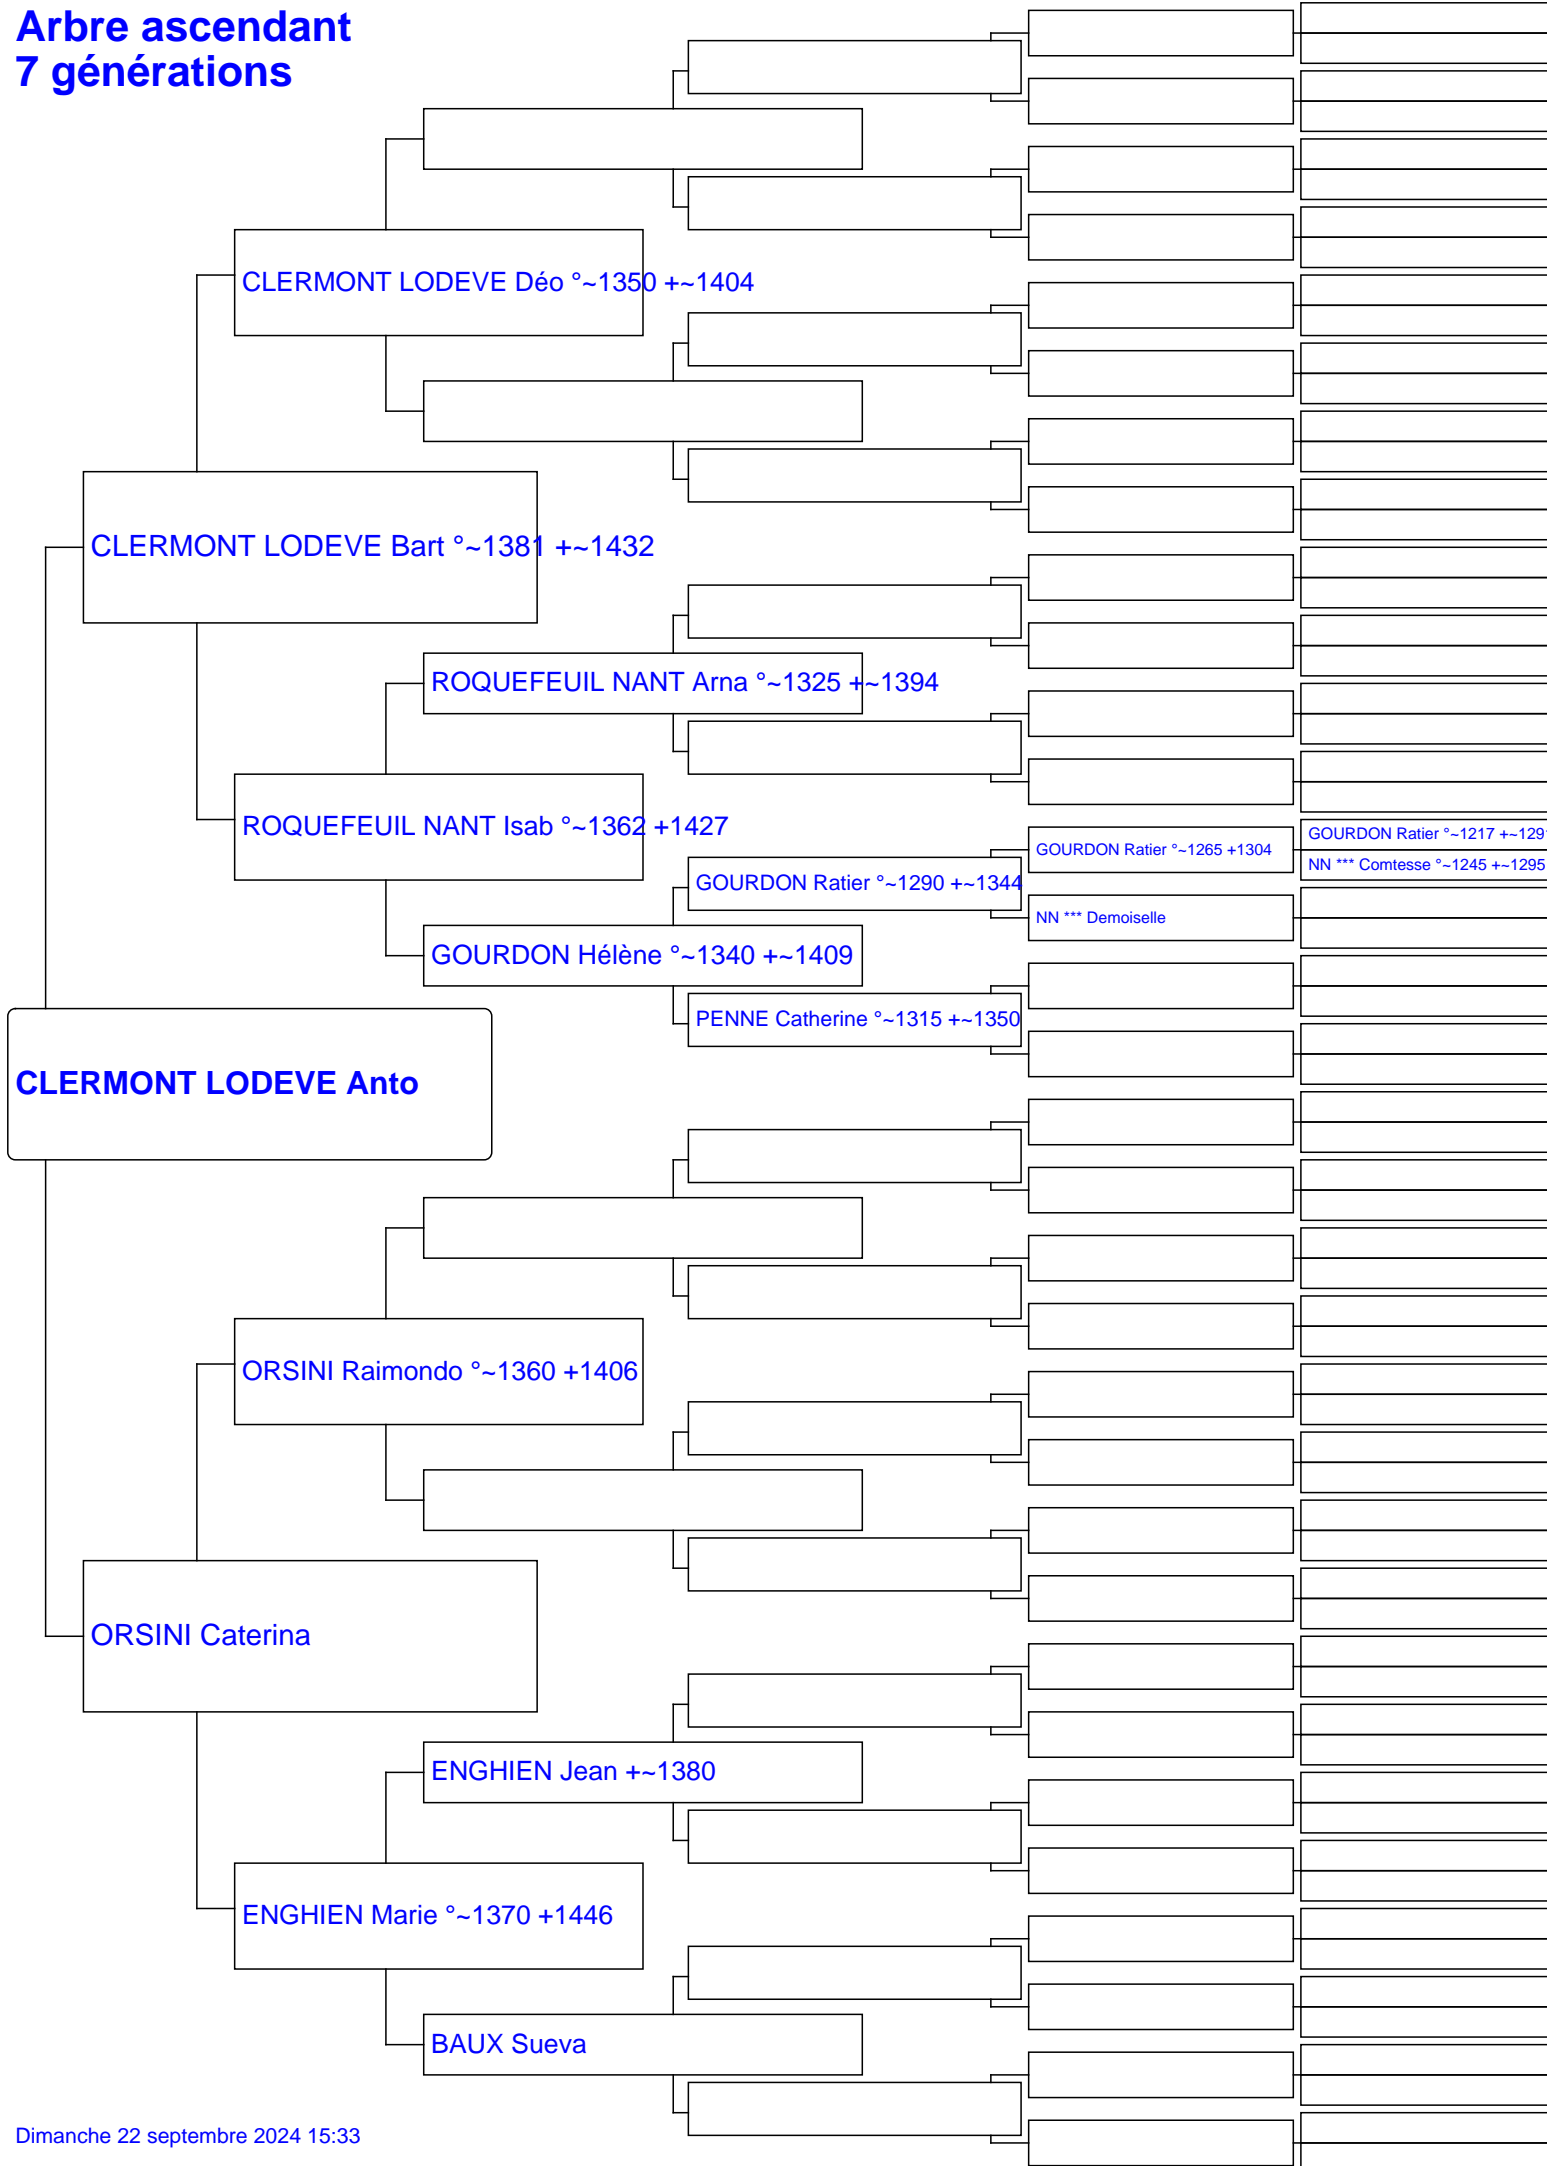 Arbre ascendant
7 générations
CLERMONT LODEVE Déo °~1350 +~1404
CLERMONT LODEVE Bart °~1381 +~1432
ROQUEFEUIL NANT Arna °~1325 +~1394
ROQUEFEUIL NANT Isab °~1362 +1427
GOURDON Ratier °~1217 +~129
GOURDON Ratier °~1265 +1304
NN *** Comtesse °~1245 +~1295
GOURDON Ratier °~1290 +~1344
NN *** Demoiselle
GOURDON Hélène °~1340 +~1409
PENNE Catherine °~1315 +~1350
CLERMONT LODEVE Anto
ORSINI Raimondo °~1360 +1406
ORSINI Caterina
ENGHIEN Jean +~1380
ENGHIEN Marie °~1370 +1446
BAUX Sueva
Dimanche 22 septembre 2024 15:33